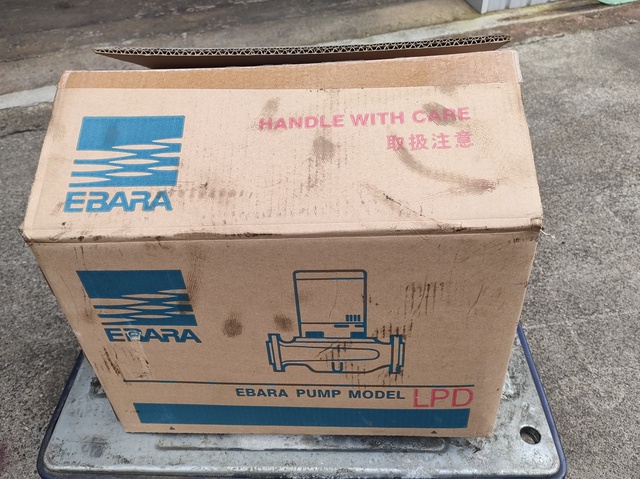 HANDLE WITH CARE
取扱注意
EBARA
EBARA
EBARA PUMP MODEL LPD